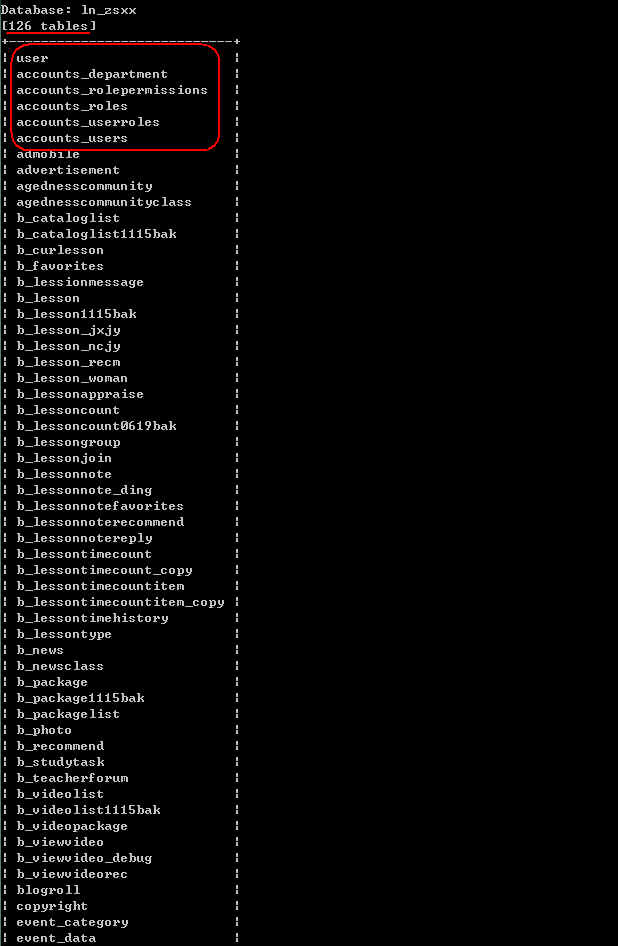 Database: ln_zsxx
[126 tables]
+----------------------------+
| user |
| accounts_department |
| accounts_rolepermissions |
| accounts_roles |
| accounts_userroles |
| accounts_users |
| admobile |
| advertisement |
| agednesscommunity |
| agednesscommunityclass |
| b_cataloglist |
| b_cataloglist1115bak |
| b_curlesson |
| b_favorites |
| b_lessionmessage |
| b_lesson |
| b_lesson1115bak |
| b_lesson_jxjy |
| b_lesson_ncjy |
| b_lesson_recm |
| b_lesson_woman |
| b_lessonappraise |
| b_lessoncount |
| b_lessoncount0619bak |
| b_lessongroup |
| b_lessonjoin |
| b_lessonnote |
| b_lessonnote_ding |
| b_lessonnotefavorites |
| b_lessonnoterecommend |
| b_lessonnotereply |
| b_lessontimecount |
| b_lessontimecount_copy |
| b_lessontimecountitem |
| b_lessontimecountitem_copy |
| b_lessontimehistory |
| b_lessontype |
| b_news |
| b_newsclass |
| b_package |
| b_package1115bak |
| b_packagelist |
| b_photo |
| b_recommend |
| b_studytask |
| b_teacherforum |
| b_videolist |
| b_videolist1115bak |
| b_videopackage |
| b_viewvideo |
| b_viewvideo_debug |
| b_viewvideorec |
| blogroll |
| copyright |
| event_category |
| event_data |